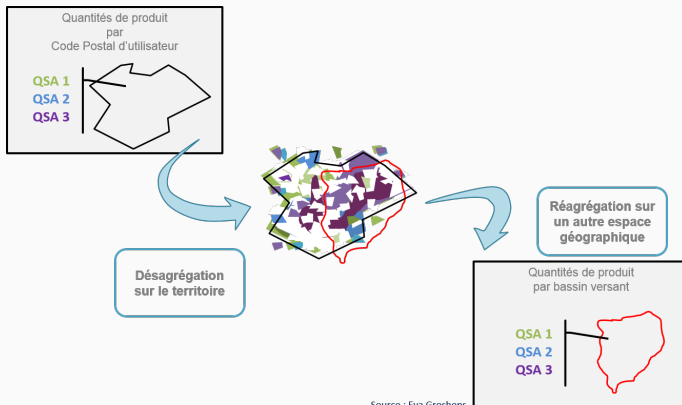 Quantités de produit
par
Code Postal d'utilisateur
QSA 1
QSA 2
QSA 3
Désagrégation
sur le territoire
Réagrégation sur
un autre espace
géographique
Quantités de produit
par bassin versant
QSA 1
QSA 2
QSA 3
Source : Eva Groshens